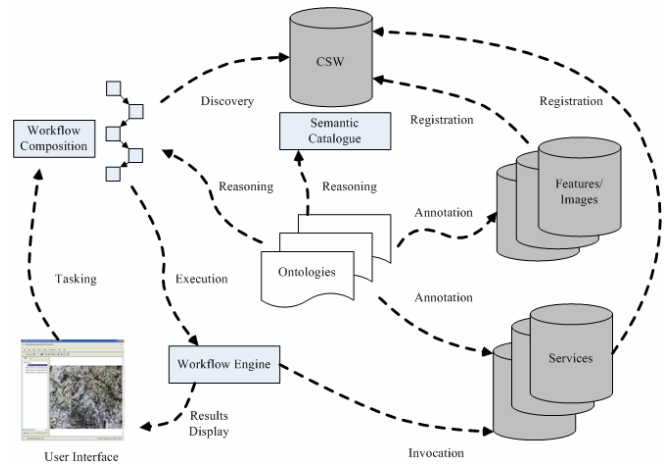 CSW
Discovery
Registration
Registration
Workflow
Composition
Semantic
Catalogue
Reasoning
Reasoning
Features/
Images
Annotation
Tasking
Execution
Ontologies
Annotation
Workflow Engine
Services
Results
Display
User Interface
Invocation